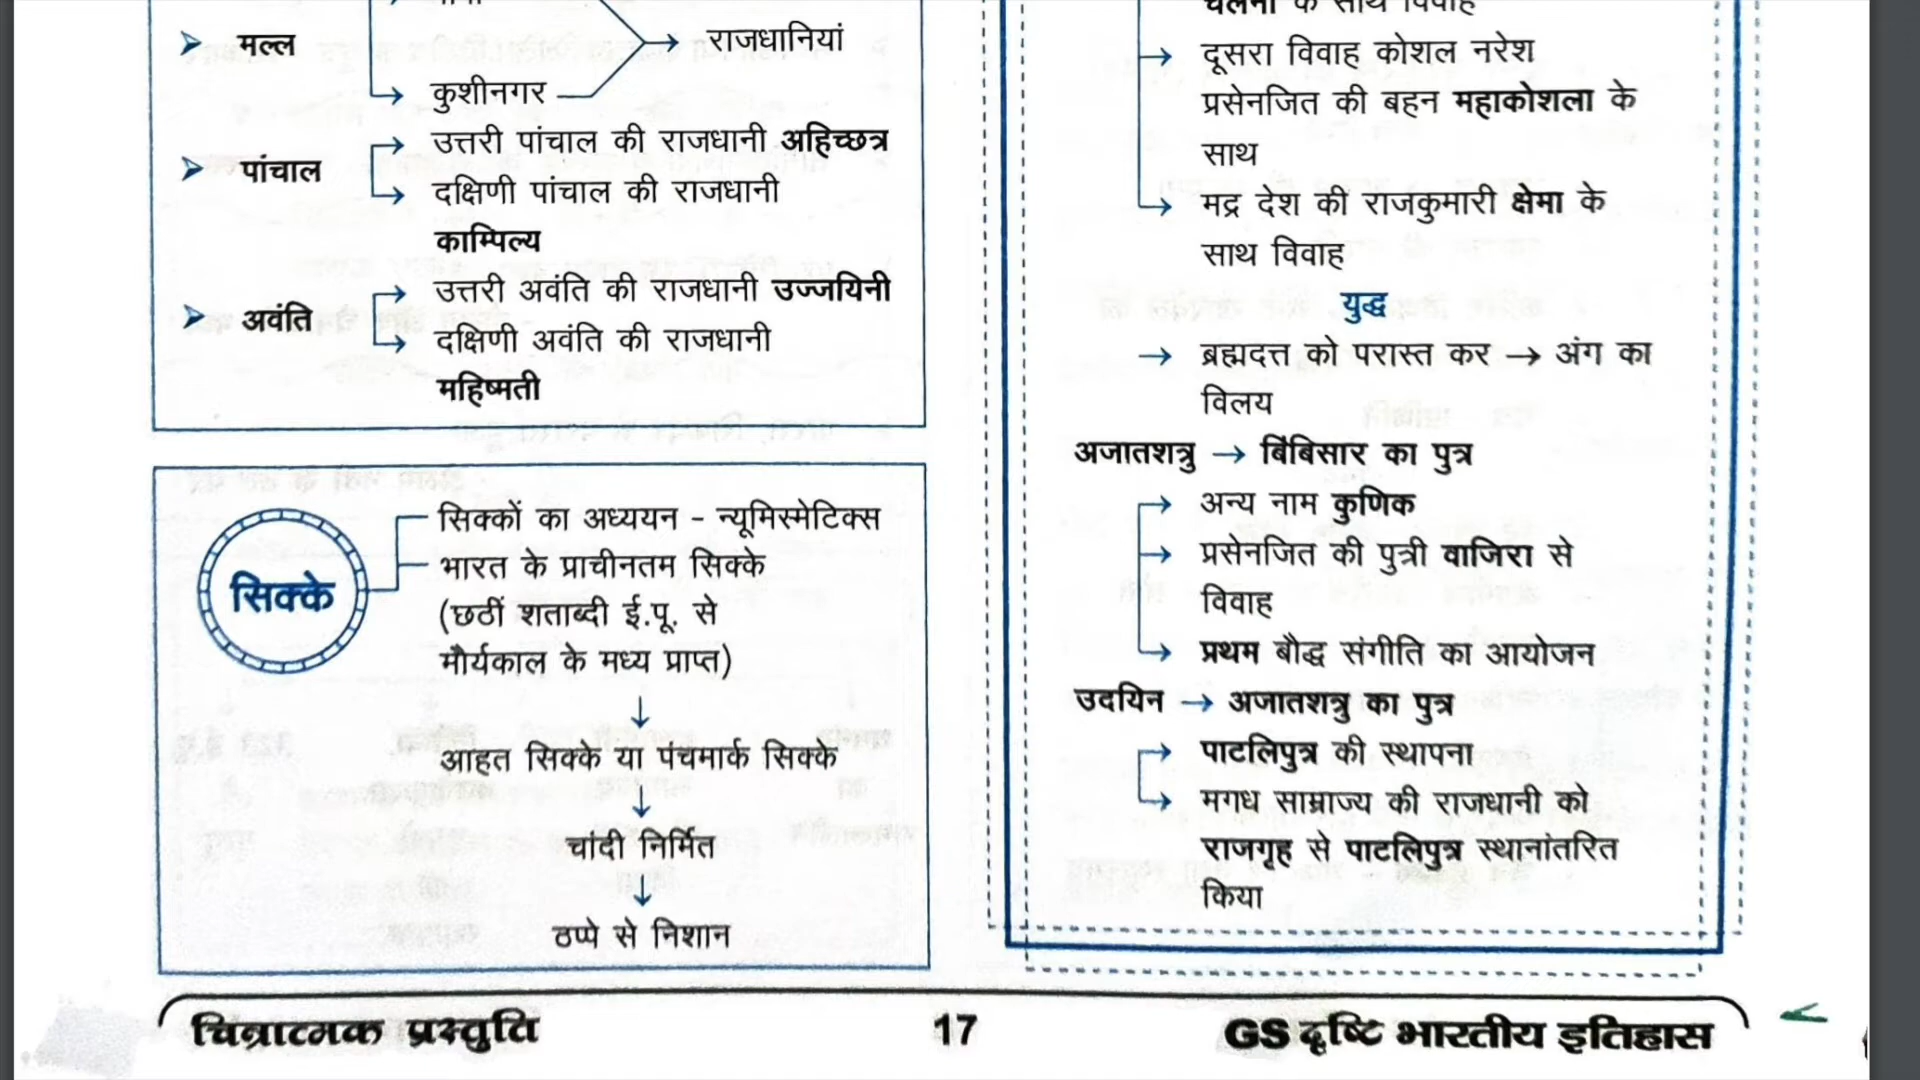 ➤ मल्ल
→ राजधानियां
कुशीनगर
➤ पांचाल
→ उत्तरी पांचाल की राजधानी अहिच्छत्र
→ दक्षिणी पांचाल की राजधानी
काम्पिल्य
➤ अवंति
→ उत्तरी अवंति की राजधानी उज्जयिनी
→ दक्षिणी अवंति की राजधानी
महिष्मती
सिक्के
सिक्कों का अध्ययन - न्यूमिस्मेटिक्स
भारत के प्राचीनतम सिक्के
(छठीं शताब्दी ई.पू. से
मौर्यकाल के मध्य प्राप्त)
↓
आहत सिक्के या पंचमार्क सिक्के
↓
चांदी निर्मित
↓
ठप्पे से निशान
के साथ विवाह
→ दूसरा विवाह कोशल नरेश
प्रसेनजित की बहन महाकोशला के
साथ
→ मद्र देश की राजकुमारी क्षेमा के
साथ विवाह
युद्ध
→ ब्रह्मदत्त को परास्त कर → अंग का
विलय
अजातशत्रु → बिंबिसार का पुत्र
→ अन्य नाम कुणिक
→ प्रसेनजित की पुत्री वाजिरा से
विवाह
→ प्रथम बौद्ध संगीति का आयोजन
उदयिन → अजातशत्रु का पुत्र
→ पाटलिपुत्र की स्थापना
→ मगध साम्राज्य की राजधानी को
राजगृह से पाटलिपुत्र स्थानांतरित
किया
चित्रात्मक प्रस्तुति 17 GS दृष्टि भारतीय इतिहास